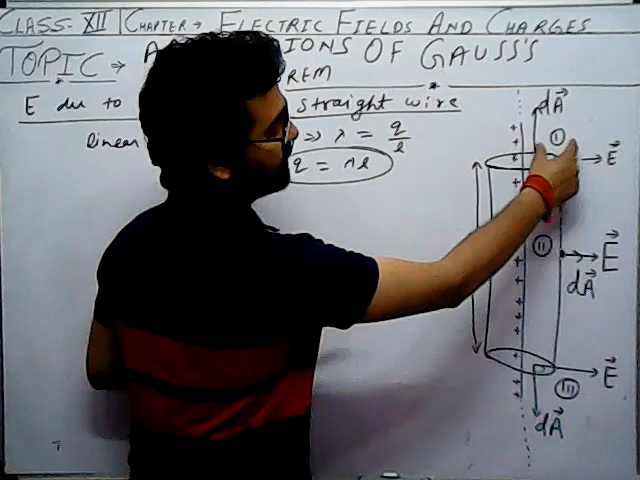 CLASS- XII CHAPTER → ELECTRIC FIELDS AND CHARGES
TOPIC → A IONS OF GAUSS'S
REM
E due to straight wire
linear ⇒ λ = q/l
q = λl
dA⃗
I
E⃗
II
E⃗
dA⃗
E⃗
III
dA⃗